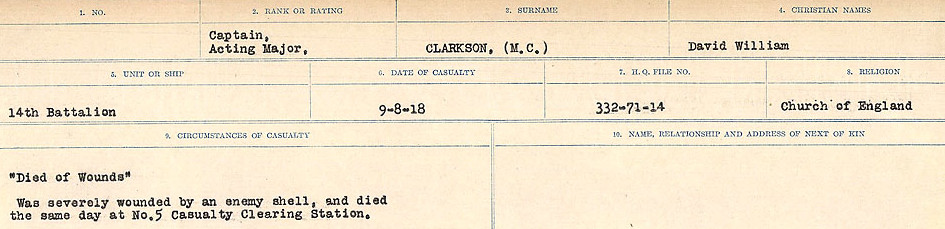 1. NO.
2. RANK OR RATING
3. SURNAME
4. CHRISTIAN NAMES
Captain,
Acting Major,
CLARKSON, (M.C.)
David William
5. UNIT OR SHIP
6. DATE OF CASUALTY
7. H.Q. FILE NO.
8. RELIGION
14th Battalion
9-8-18
332-71-14
Church of England
9. CIRCUMSTANCES OF CASUALTY
10. NAME, RELATIONSHIP AND ADDRESS OF NEXT OF KIN
"Died of Wounds"
Was severely wounded by an enemy shell, and died
the same day at No.5 Casualty Clearing Station.